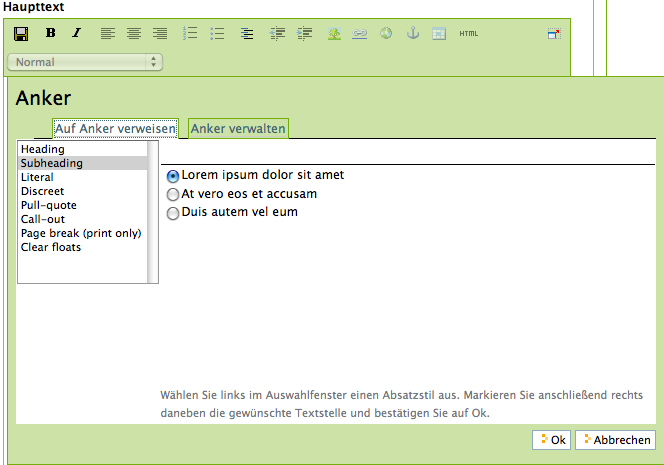 Haupttext
B I HTML
Normal
Anker
Auf Anker verweisen Anker verwalten
Heading
Subheading
Literal
Discreet
Pull-quote
Call-out
Page break (print only)
Clear floats
Lorem ipsum dolor sit amet
At vero eos et accusam
Duis autem vel eum
Wählen Sie links im Auswahlfenster einen Absatzstil aus. Markieren Sie anschließend rechts
daneben die gewünschte Textstelle und bestätigen Sie auf Ok.
Ok Abbrechen